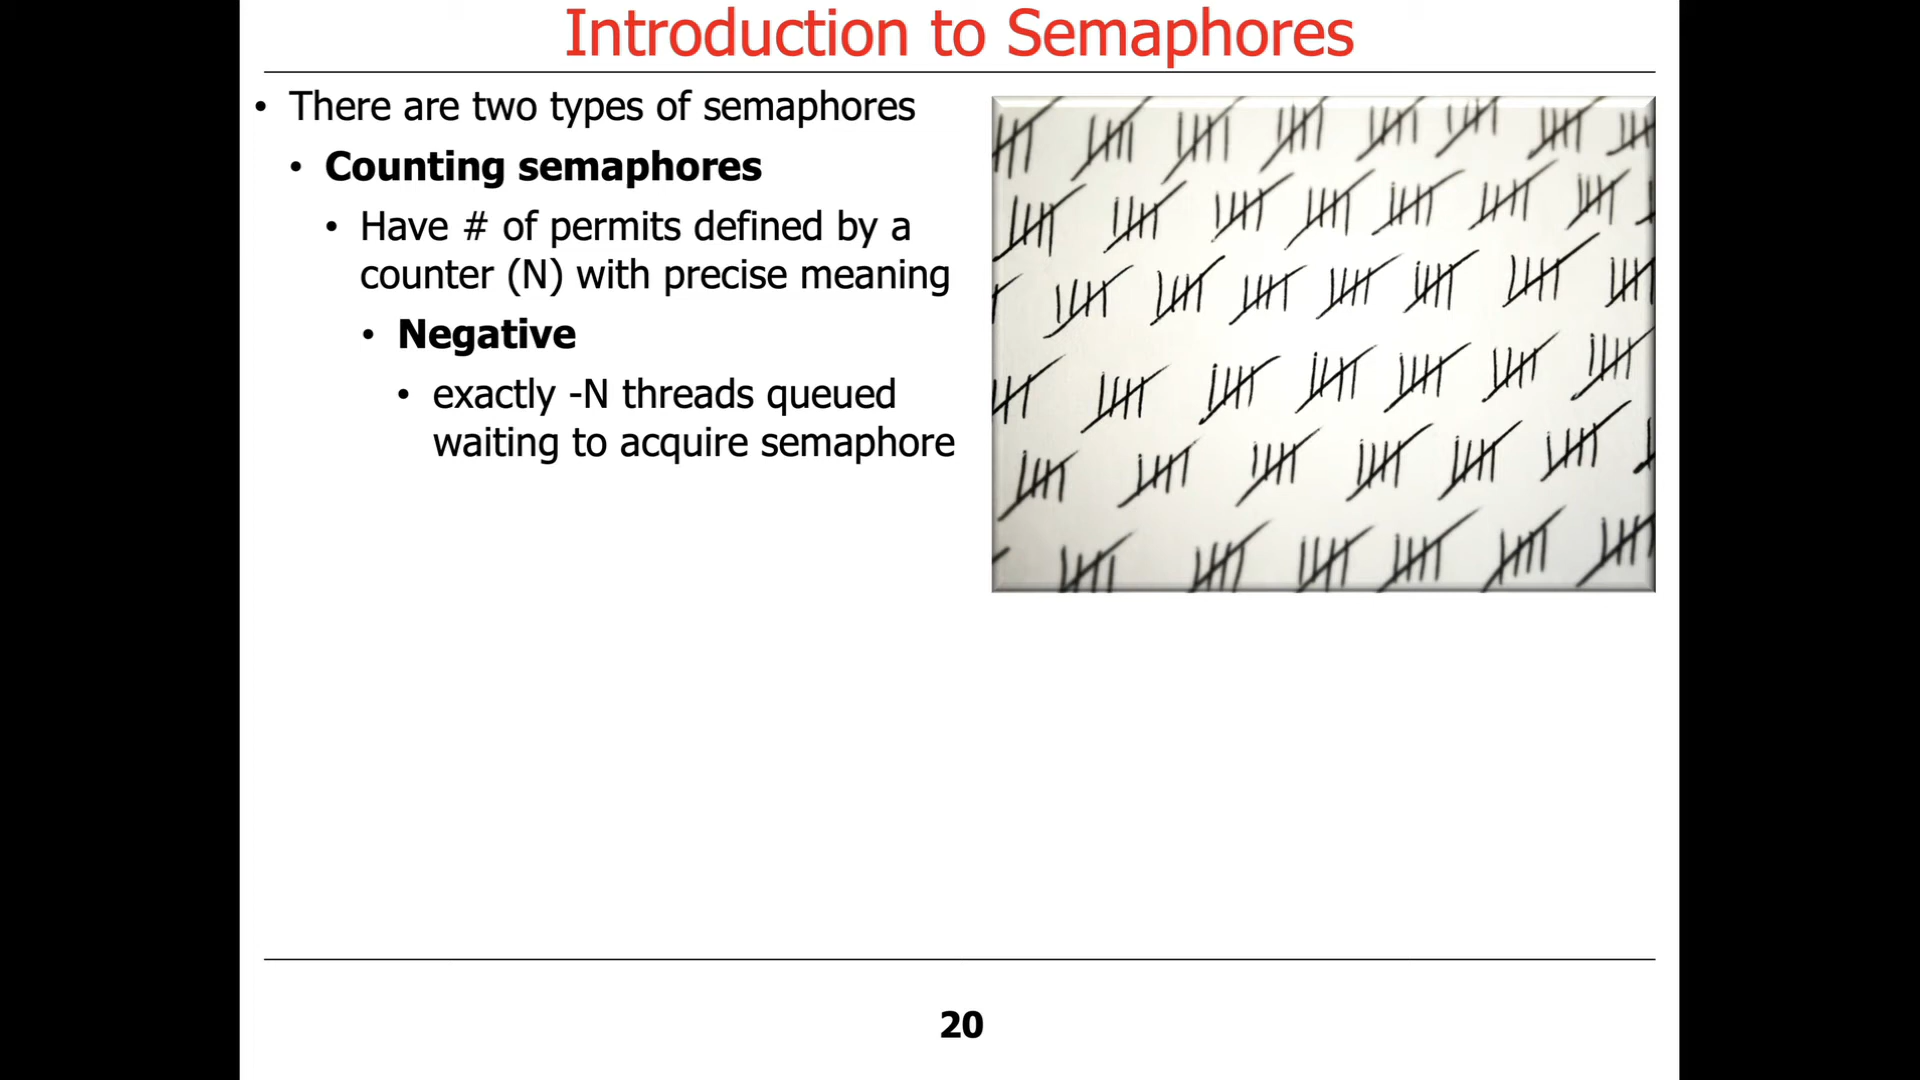 Introduction to Semaphores
• There are two types of semaphores
• Counting semaphores
• Have # of permits defined by a
counter (N) with precise meaning
• Negative
• exactly -N threads queued
waiting to acquire semaphore
20